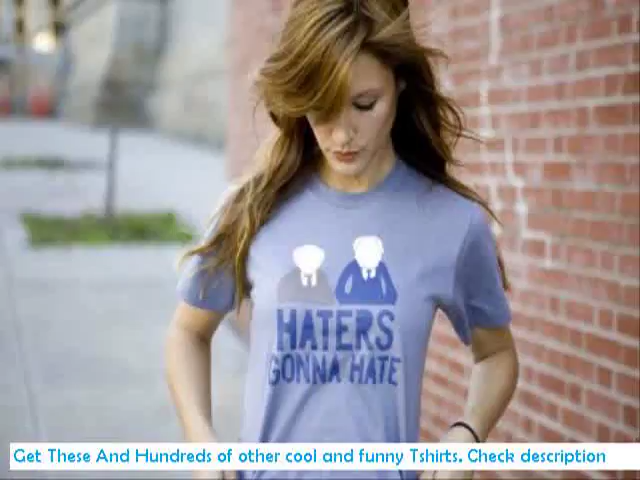 HATERS
GONNA HATE
Get These And Hundreds of other cool and funny Tshirts. Check description